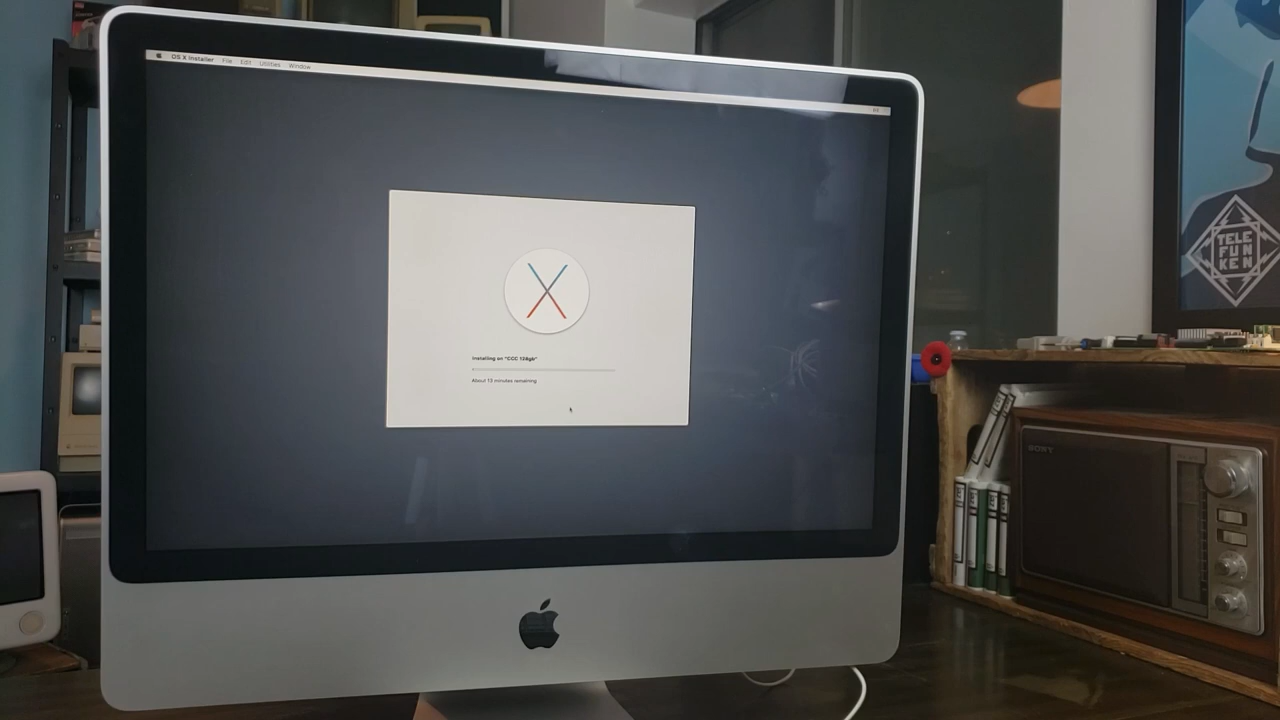 OS X Installer File Edit Utilities Window
Installing on "CCC 128gb"
About 13 minutes remaining
TELE
FUN
KEN
SONY